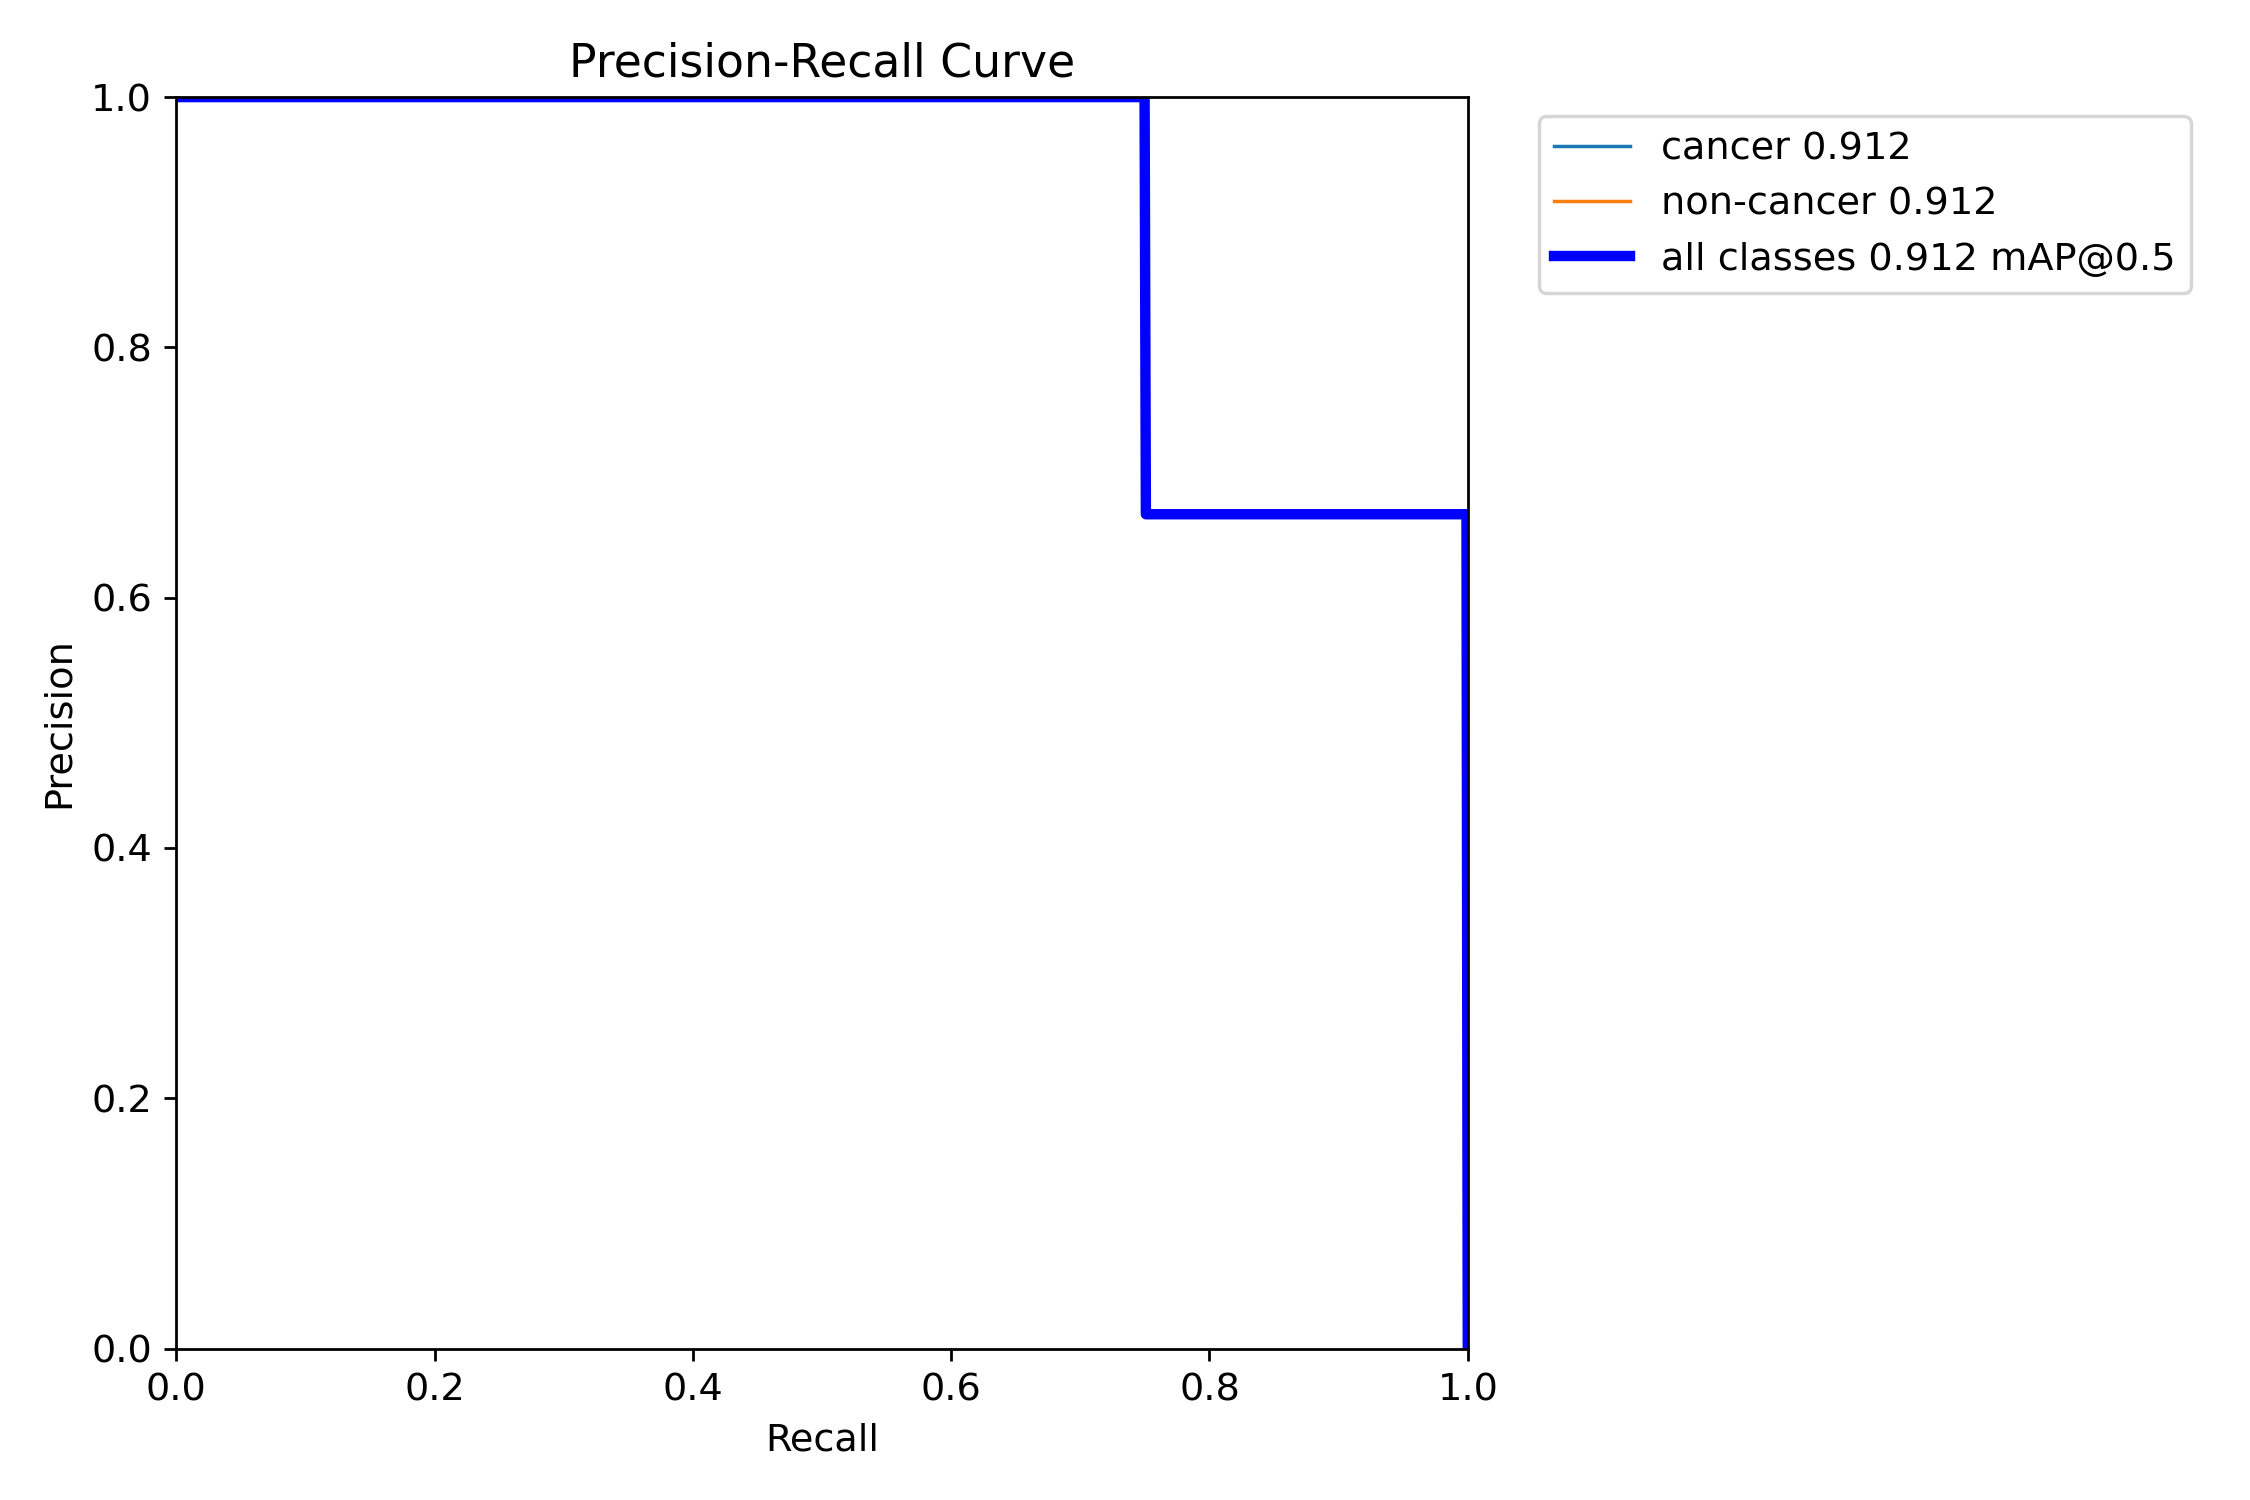 Precision-Recall Curve
1.0
0.8
0.6
0.4
0.2
0.0
Precision
0.0 0.2 0.4 0.6 0.8 1.0
Recall
cancer 0.912
non-cancer 0.912
all classes 0.912 mAP@0.5